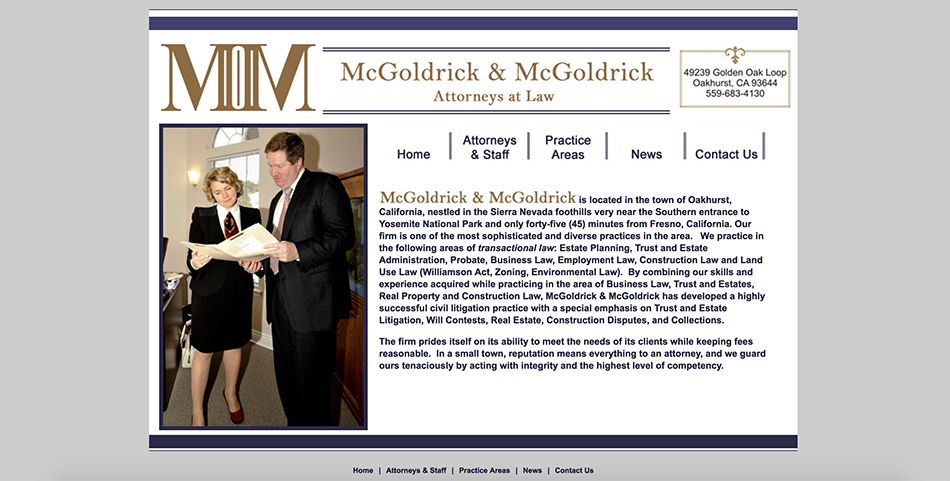 MM
McGoldrick & McGoldrick
Attorneys at Law
49239 Golden Oak Loop
Oakhurst, CA 93644
559-683-4130
Home
Attorneys
& Staff
Practice
Areas
News
Contact Us
McGoldrick & McGoldrick is located in the town of Oakhurst,
California, nestled in the Sierra Nevada foothills very near the Southern entrance to
Yosemite National Park and only forty-five (45) minutes from Fresno, California. Our
firm is one of the most sophisticated and diverse practices in the area.   We practice in
the following areas of transactional law: Estate Planning, Trust and Estate
Administration, Probate, Business Law, Employment Law, Construction Law and Land
Use Law (Williamson Act, Zoning, Environmental Law).  By combining our skills and
experience acquired while practicing in the area of Business Law, Trust and Estates,
Real Property and Construction Law, McGoldrick & McGoldrick has developed a highly
successful civil litigation practice with a special emphasis on Trust and Estate
Litigation, Will Contests, Real Estate, Construction Disputes, and Collections.
The firm prides itself on its ability to meet the needs of its clients while keeping fees
reasonable.  In a small town, reputation means everything to an attorney, and we guard
ours tenaciously by acting with integrity and the highest level of competency.
Home | Attorneys & Staff | Practice Areas | News | Contact Us